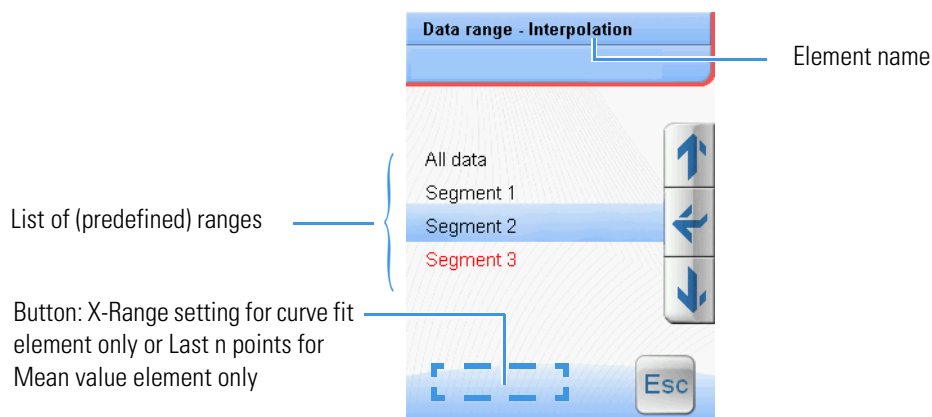 Data range - Interpolation
Element name
All data
Segment 1
List of (predefined) ranges
Segment 2
Segment 3
Button: X-Range setting for curve fit
element only or Last n points for
Mean value element only
Esc